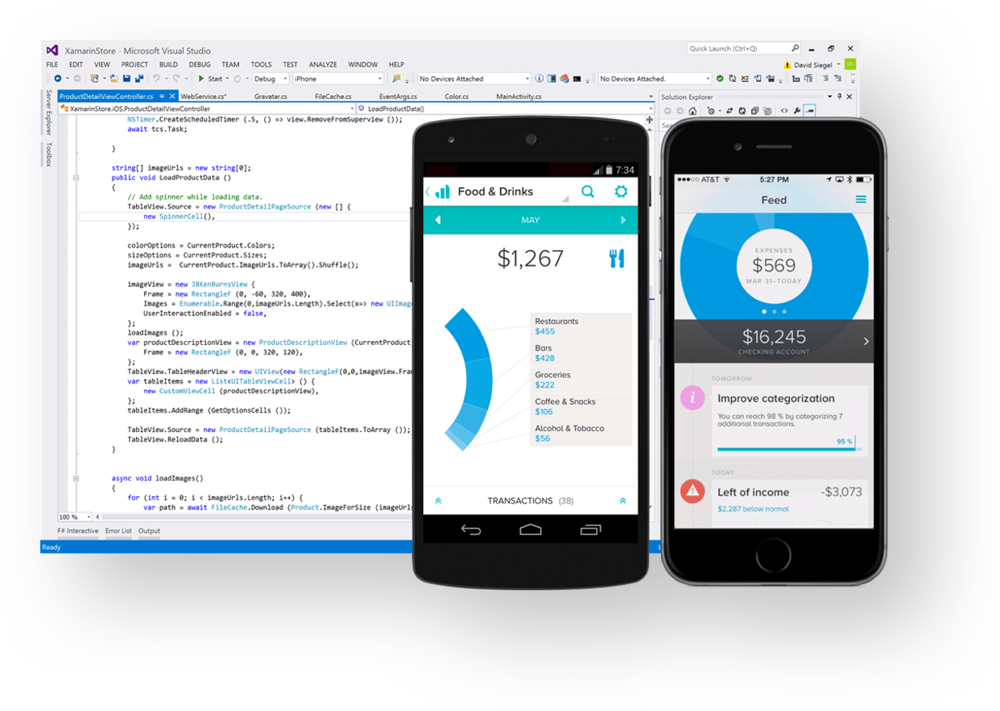 XamarinStore - Microsoft Visual Studio
Quick Launch (Ctrl+Q)
FILE EDIT VIEW PROJECT BUILD DEBUG TEAM TOOLS TEST ANALYZE WINDOW HELP
David Siegel
Start Debug iPhone No Devices Attached No Devices Attached.
Server Explorer
Toolbox
ProductDetailViewController.cs WebService.cs* Gravatar.cs FileCache.cs EventArgs.cs Color.cs MainActivity.cs
Solution Explorer
XamarinStore.iOS.ProductDetailViewController LoadProductData()
NSTimer.CreateScheduledTimer (.5, () => view.RemoveFromSuperview ());
await tcs.Task;
}
string[] imageUrls = new string[0];
public void LoadProductData ()
{
// Add spinner while loading data.
TableView.Source = new ProductDetailPageSource (new [] {
new SpinnerCell(),
});
colorOptions = CurrentProduct.Colors;
sizeOptions = CurrentProduct.Sizes;
imageUrls = CurrentProduct.ImageUrls.ToArray().Shuffle();
imageView = new JBKenBurnsView {
Frame = new RectangleF (0, -60, 320, 400),
Images = Enumerable.Range(0,imageUrls.Length).Select(x=> new UIImag
UserInteractionEnabled = false,
};
loadImages ();
var productDescriptionView = new ProductDescriptionView (CurrentProduct
Frame = new RectangleF (0, 0, 320, 120),
};
TableView.TableHeaderView = new UIView(new RectangleF(0,0,imageView.Fram
var tableItems = new List<UITableViewCell> () {
new CustomViewCell (productDescriptionView),
};
tableItems.AddRange (GetOptionsCells ());
TableView.Source = new ProductDetailPageSource (tableItems.ToArray ());
TableView.ReloadData ();
}
async void loadImages()
{
for (int i = 0; i < imageUrls.Length; i++) {
var path = await FileCache.Download (Product.ImageForSize (imageUrls
100 %
F# Interactive Error List Output
Ready
7:34
Food & Drinks
MAY
$1,267
Restaurants
$455
Bars
$428
Groceries
$222
Coffee & Snacks
$106
Alcohol & Tobacco
$56
TRANSACTIONS (38)
AT&T 5:27 PM
Feed
EXPENSES
$569
MAR 31–TODAY
$16,245
CHECKING ACCOUNT
TOMORROW
i
Improve categorization
You can reach 98 % by categorizing 7
additional transactions.
95 %
TODAY
Left of income -$3,073
$2,287 below normal